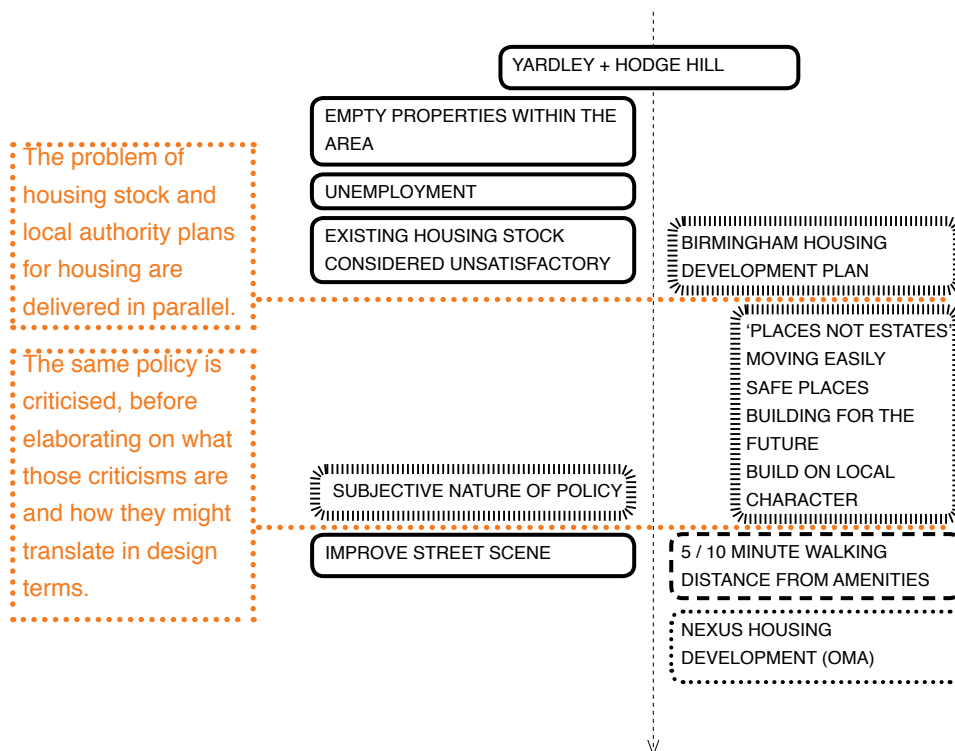 YARDLEY + HODGE HILL
EMPTY PROPERTIES WITHIN THE
AREA
The problem of
housing stock and
local authority plans
for housing are
delivered in parallel.
UNEMPLOYMENT
EXISTING HOUSING STOCK
CONSIDERED UNSATISFACTORY
BIRMINGHAM HOUSING
DEVELOPMENT PLAN
‘PLACES NOT ESTATES’
MOVING EASILY
SAFE PLACES
BUILDING FOR THE
FUTURE
BUILD ON LOCAL
CHARACTER
The same policy is
criticised, before
elaborating on what
those criticisms are
and how they might
translate in design
terms.
SUBJECTIVE NATURE OF POLICY
IMPROVE STREET SCENE
5 / 10 MINUTE WALKING
DISTANCE FROM AMENITIES
NEXUS HOUSING
DEVELOPMENT (OMA)